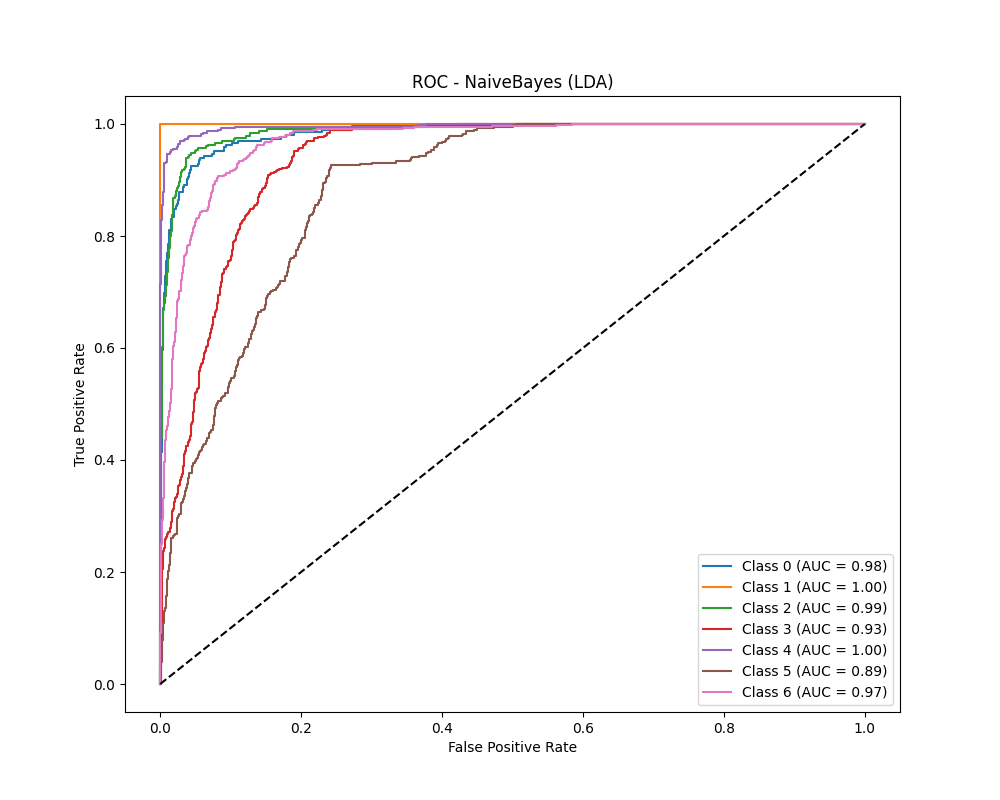 ROC - NaiveBayes (LDA)
1.0
0.8
0.6
0.4
0.2
0.0
True Positive Rate
0.0 0.2 0.4 0.6 0.8 1.0
False Positive Rate
Class 0 (AUC = 0.98)
Class 1 (AUC = 1.00)
Class 2 (AUC = 0.99)
Class 3 (AUC = 0.93)
Class 4 (AUC = 1.00)
Class 5 (AUC = 0.89)
Class 6 (AUC = 0.97)